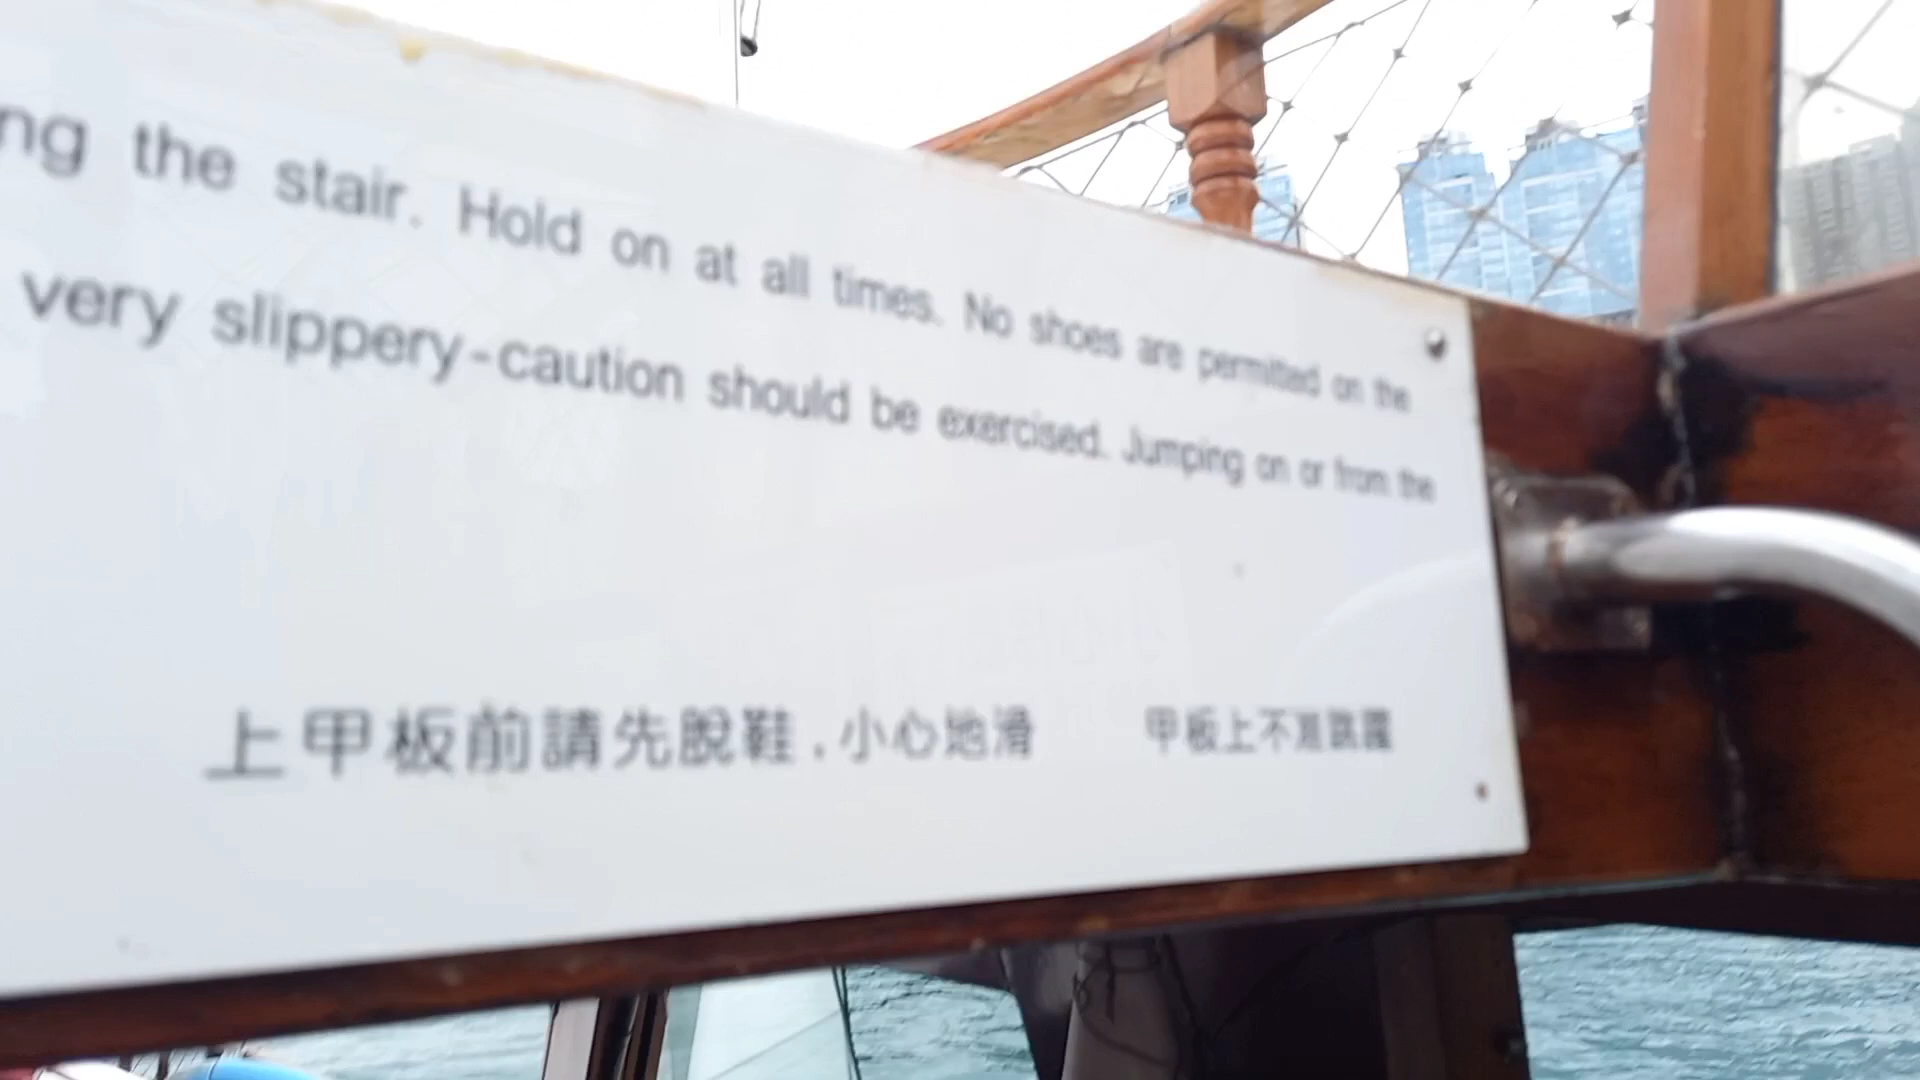 ng the stair. Hold on at all times. No shoes are permitted on the
very slippery-caution should be exercised. Jumping on or from the
上甲板前請先脫鞋,小心地滑 甲板上不准跳躍